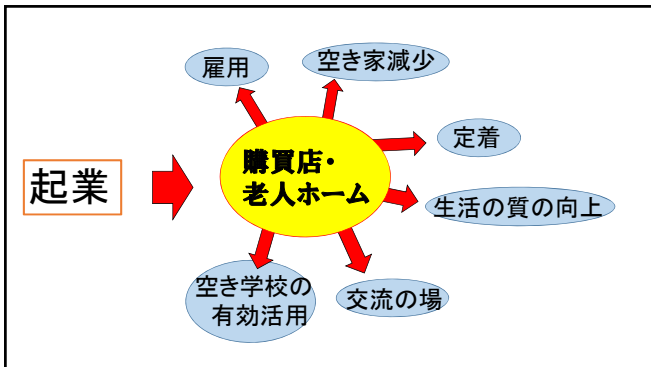 雇用
空き家減少
定着
購買店・
老人ホーム
起業
生活の質の向上
空き学校の
有効活用
交流の場